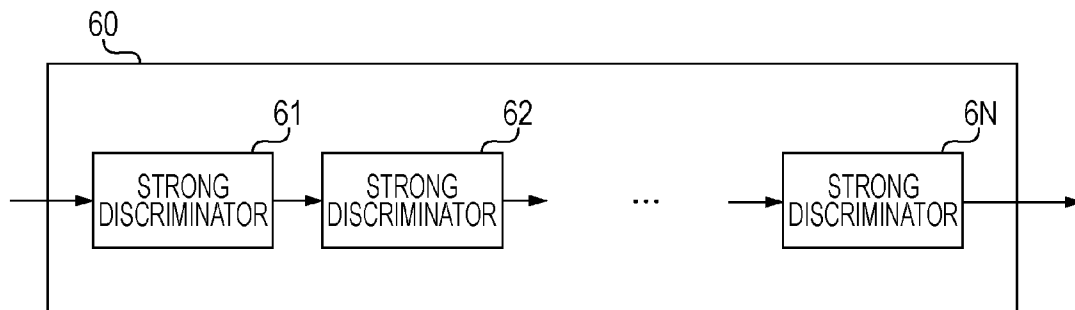 60
61
62
6N
STRONG
DISCRIMINATOR
STRONG
DISCRIMINATOR
...
STRONG
DISCRIMINATOR